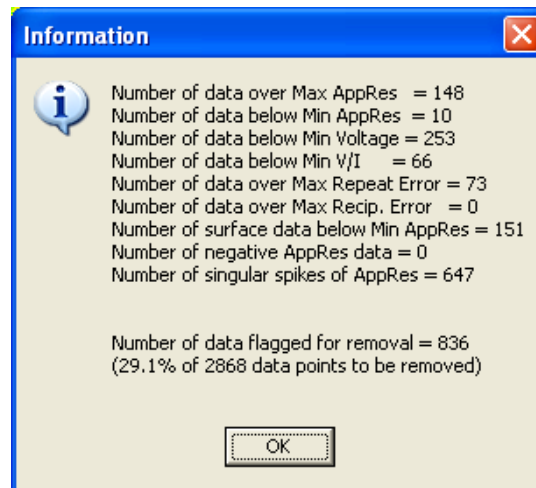 Information
Number of data over Max AppRes = 148
Number of data below Min AppRes = 10
Number of data below Min Voltage = 253
Number of data below Min V/I = 66
Number of data over Max Repeat Error = 73
Number of data over Max Recip. Error = 0
Number of surface data below Min AppRes = 151
Number of negative AppRes data = 0
Number of singular spikes of AppRes = 647
Number of data flagged for removal = 836
(29.1% of 2868 data points to be removed)
OK